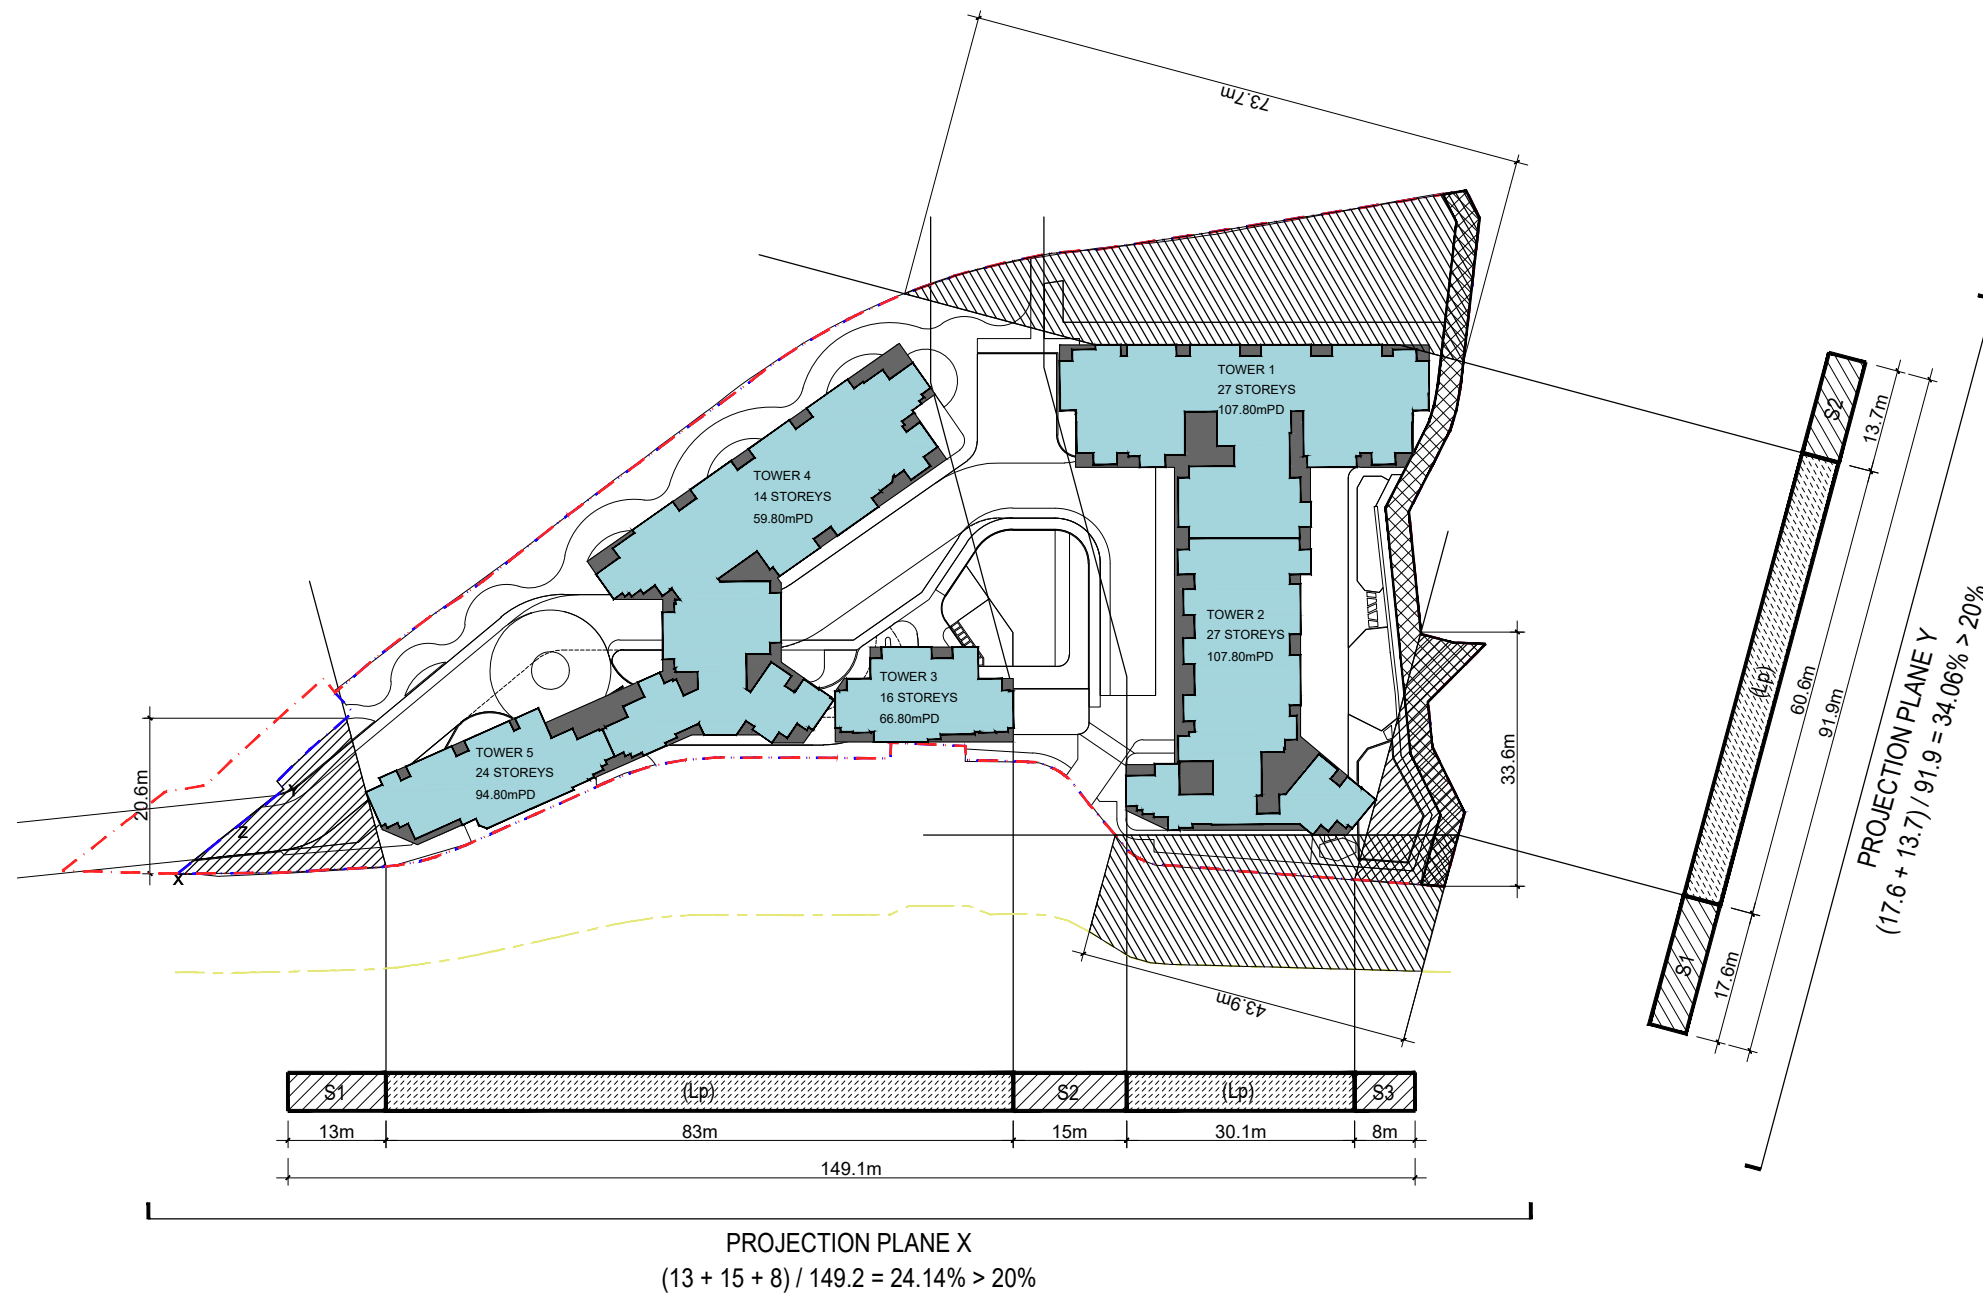 73.7m
TOWER 1
27 STOREYS
107.80mPD
TOWER 4
14 STOREYS
59.80mPD
TOWER 2
27 STOREYS
107.80mPD
TOWER 3
16 STOREYS
66.80mPD
TOWER 5
24 STOREYS
94.80mPD
20.6m
Y
Z
X
33.6m
43.9m
S2
(Lp)
S1
13.7m
60.6m
17.6m
91.9m
PROJECTION PLANE Y
(17.6 + 13.7) / 91.9 = 34.06% > 20%
S1
(Lp)
S2
(Lp)
S3
13m
83m
15m
30.1m
8m
149.1m
PROJECTION PLANE X
(13 + 15 + 8) / 149.2 = 24.14% > 20%